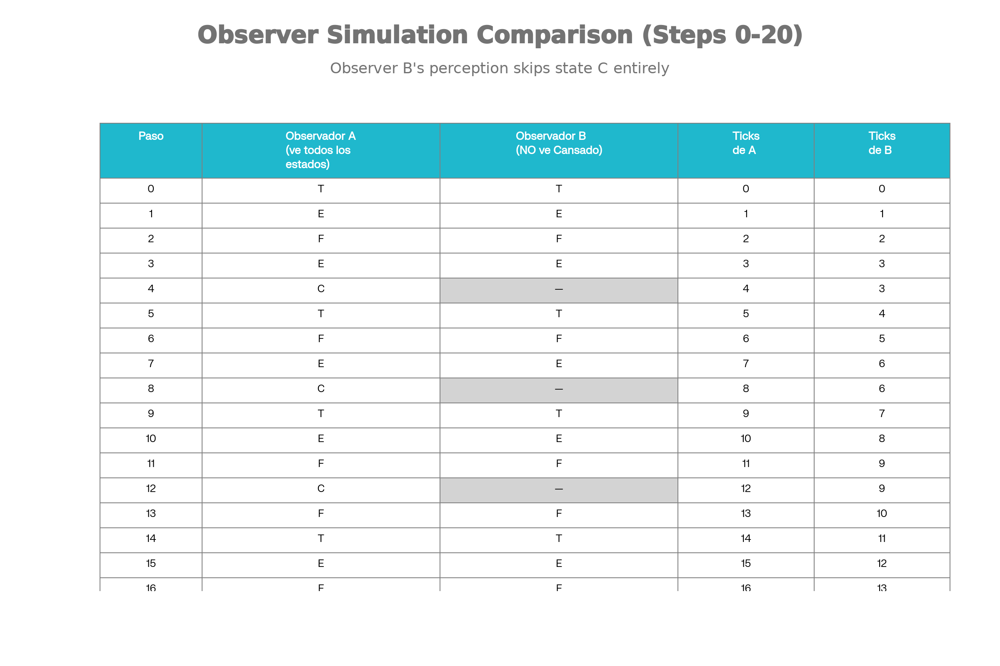 Observer Simulation Comparison (Steps 0-20)
Observer B's perception skips state C entirely
Paso Observador A (ve todos los estados) Observador B (NO ve Cansado) Ticks de A Ticks de B
0 T T 0 0
1 E E 1 1
2 F F 2 2
3 E E 3 3
4 C — 4 3
5 T T 5 4
6 F F 6 5
7 E E 7 6
8 C — 8 6
9 T T 9 7
10 E E 10 8
11 F F 11 9
12 C — 12 9
13 F F 13 10
14 T T 14 11
15 E E 15 12
16 F F 16 13